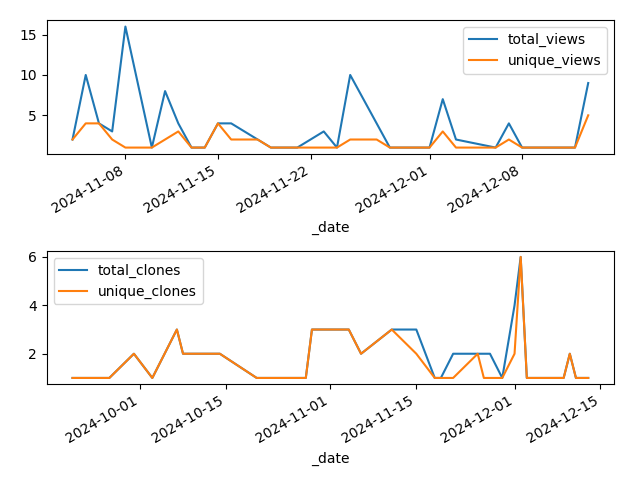 15
10
5
total_views
unique_views
2024-11-08
2024-11-15
2024-11-22
2024-12-01
2024-12-08
_date
6
4
2
total_clones
unique_clones
2024-10-01
2024-10-15
2024-11-01
2024-11-15
2024-12-01
2024-12-15
_date